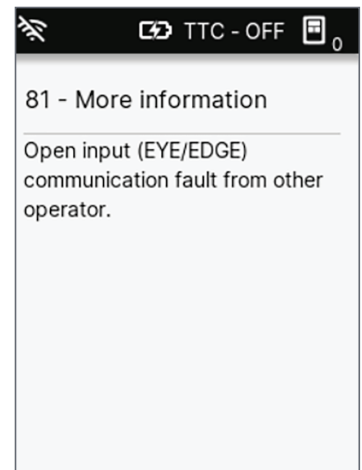 TTC - OFF
0
81 - More information
Open input (EYE/EDGE)
communication fault from other
operator.